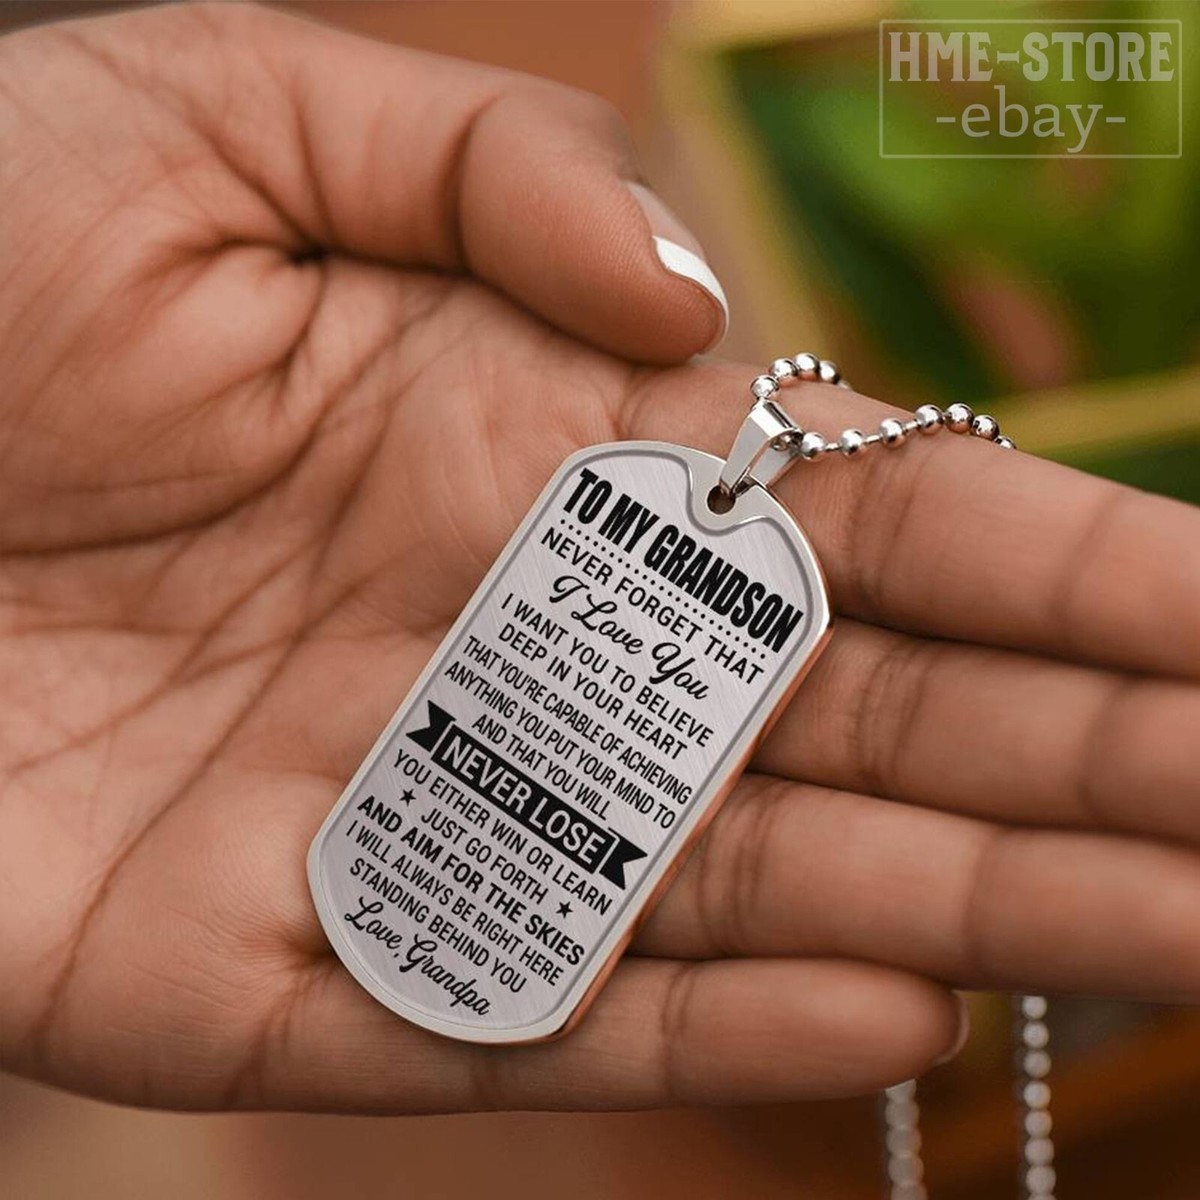 HME-STORE
-ebay-
TO MY GRANDSON
NEVER FORGET THAT
I Love You
I WANT YOU TO BELIEVE
DEEP IN YOUR HEART
THAT YOU'RE CAPABLE OF ACHIEVING
ANYTHING YOU PUT YOUR MIND TO
AND THAT YOU WILL
NEVER LOSE
YOU EITHER WIN OR LEARN
JUST GO FORTH
AND AIM FOR THE SKIES
I WILL ALWAYS BE RIGHT HERE
STANDING BEHIND YOU
Love, Grandpa